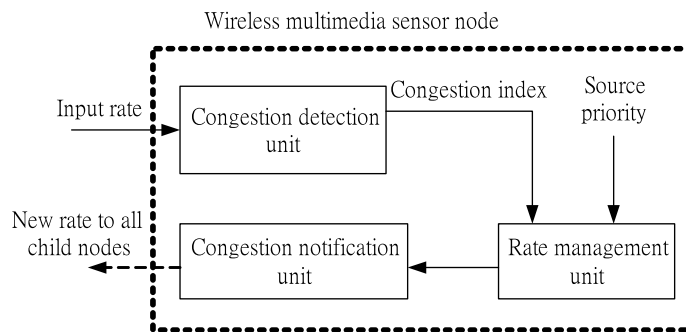 Wireless multimedia sensor node
Input rate
Congestion detection
unit
Congestion index
Source
priority
New rate to all
child nodes
Congestion notification
unit
Rate management
unit